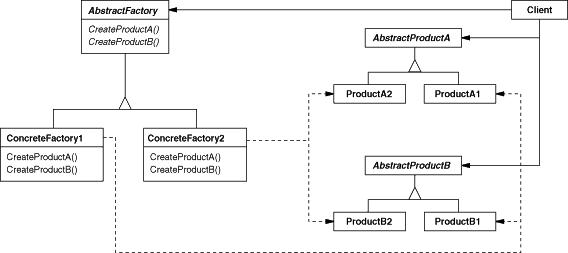 AbstractFactory
CreateProductA()
CreateProductB()
Client
AbstractProductA
ProductA2
ProductA1
ConcreteFactory1
CreateProductA()
CreateProductB()
ConcreteFactory2
CreateProductA()
CreateProductB()
AbstractProductB
ProductB2
ProductB1